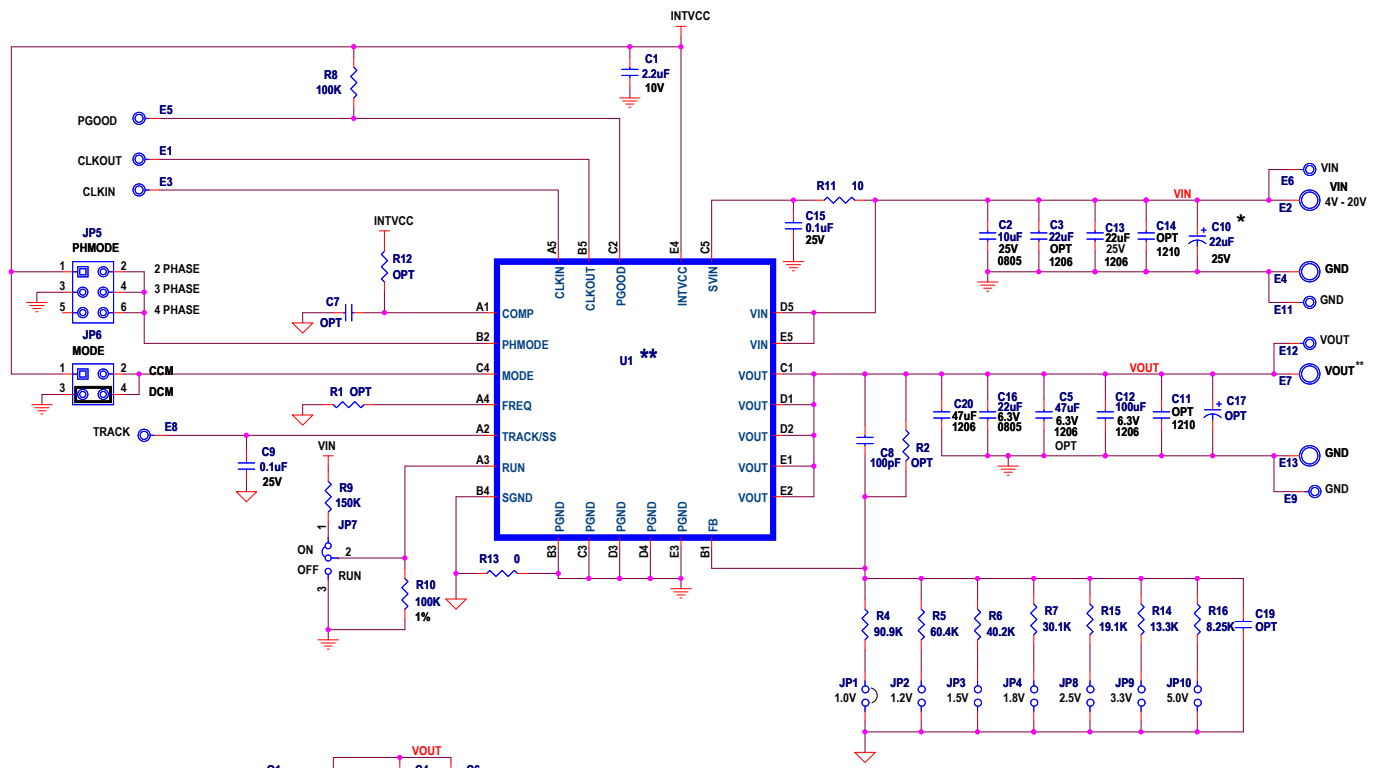 INTVCC
R8
100K
C1
2.2uF
10V
PGOOD
E5
CLKOUT
E1
CLKIN
E3
INTVCC
R12
OPT
C7
OPT
JP5
PHMODE
1
2
2 PHASE
3
4
3 PHASE
5
6
4 PHASE
JP6
MODE
1
2
CCM
3
4
DCM
R1 OPT
TRACK
E8
C9
0.1uF
25V
VIN
R9
150K
JP7
1
ON
2
OFF
RUN
3
R10
100K
1%
R13 0
A5
B5
C2
E4
C5
CLKIN
CLKOUT
PGOOD
INTVCC
SVIN
A1
COMP
B2
PHMODE
C4
MODE
A4
FREQ
A2
TRACK/SS
A3
RUN
B4
SGND
U1 **
VIN
D5
VIN
E5
VOUT
C1
VOUT
D1
VOUT
D2
VOUT
E1
VOUT
E2
PGND
PGND
PGND
PGND
PGND
FB
B3
C3
D3
D4
E3
B1
R11 10
C15
0.1uF
25V
VIN
C2
10uF
25V
0805
C3
22uF
OPT
1206
C13
22uF
25V
1206
C14
OPT
1210
+
C10
22uF
25V
*
E6
VIN
E2
VIN
4V - 20V
E4
GND
E11
GND
E12
VOUT
E7
VOUT**
VOUT
C8
100pF
R2
OPT
C20
47uF
1206
C16
22uF
6.3V
0805
C5
47uF
6.3V
1206
OPT
C12
100uF
6.3V
1206
C11
OPT
1210
+
C17
OPT
E13
GND
E9
GND
R4
90.9K
R5
60.4K
R6
40.2K
R7
30.1K
R15
19.1K
R14
13.3K
R16
8.25K
C19
OPT
JP1
1.0V
JP2
1.2V
JP3
1.5V
JP4
1.8V
JP8
2.5V
JP9
3.3V
JP10
5.0V
VOUT